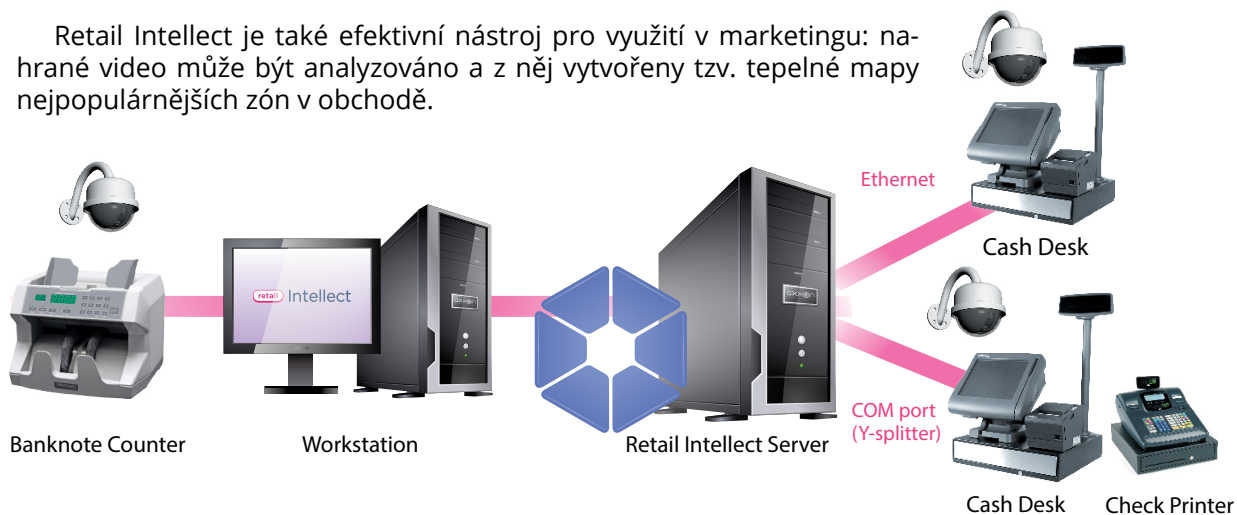 Retail Intellect je také efektivní nástroj pro využití v marketingu: na-
hrané video může být analyzováno a z něj vytvořeny tzv. tepelné mapy
nejpopulárnějších zón v obchodě.
Ethernet
Cash Desk
retail Intellect
axxon
COM port
(Y-splitter)
Banknote Counter
Workstation
Retail Intellect Server
Cash Desk
Check Printer